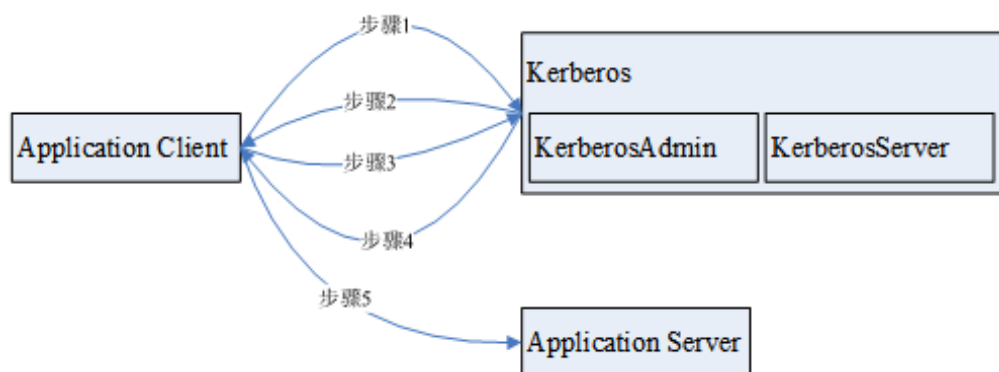 步骤1
Kerberos
步骤2
Application Client
KerberosAdmin
KerberosServer
步骤3
步骤4
步骤5
Application Server